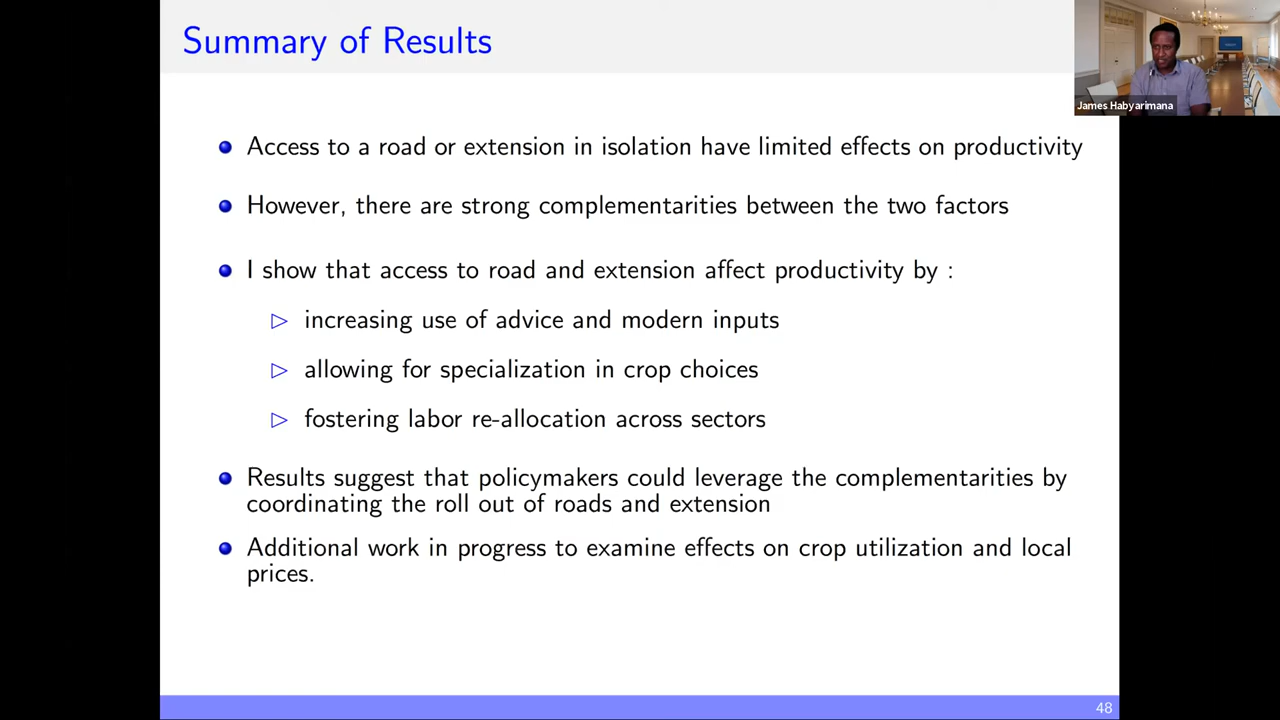 Summary of Results
James Habyarimana
Access to a road or extension in isolation have limited effects on productivity
However, there are strong complementarities between the two factors
I show that access to road and extension affect productivity by :
increasing use of advice and modern inputs
allowing for specialization in crop choices
fostering labor re-allocation across sectors
Results suggest that policymakers could leverage the complementarities by
coordinating the roll out of roads and extension
Additional work in progress to examine effects on crop utilization and local
prices.
48